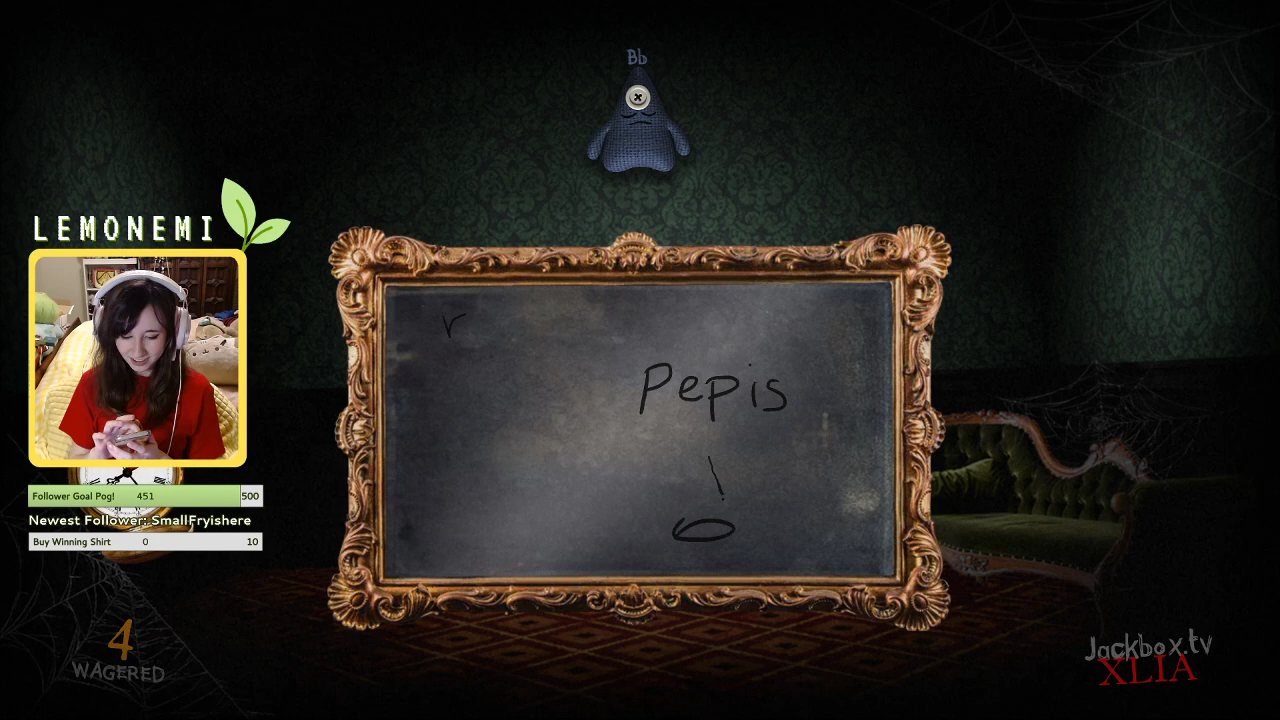 Bb
LEMONEMI
r
Pepis
Follower Goal Pog! 451 500
Newest Follower: SmallFryishere
Buy Winning Shirt 0 10
4
WAGERED
Jackbox.tv
XLIA